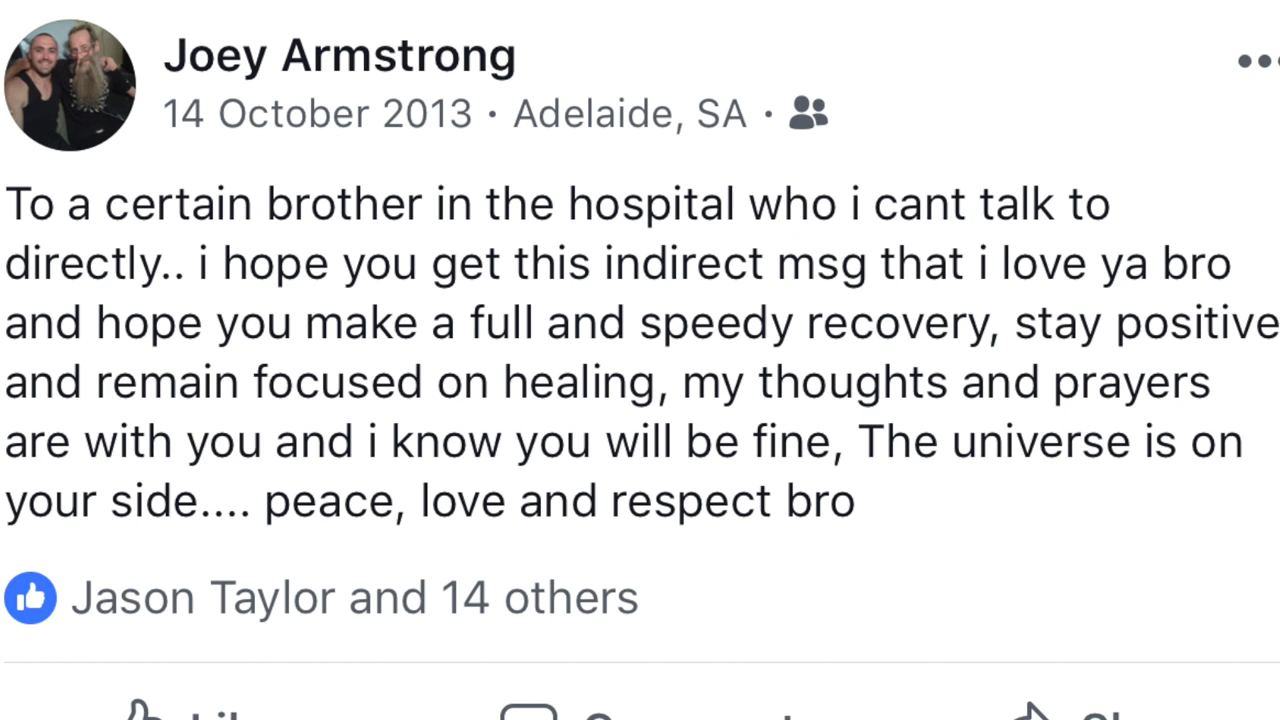 Joey Armstrong
14 October 2013 · Adelaide, SA ·
To a certain brother in the hospital who i cant talk to
directly.. i hope you get this indirect msg that i love ya bro
and hope you make a full and speedy recovery, stay positive
and remain focused on healing, my thoughts and prayers
are with you and i know you will be fine, The universe is on
your side.... peace, love and respect bro
Jason Taylor and 14 others